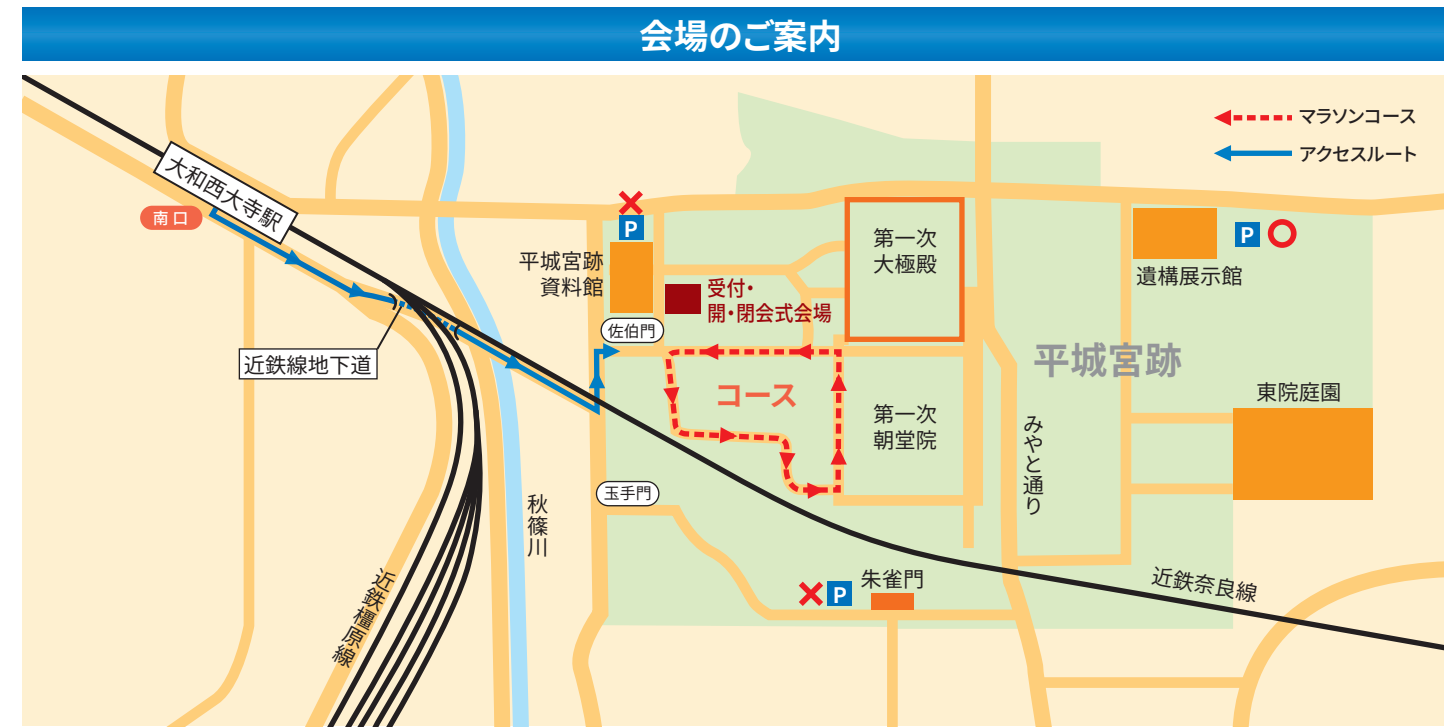 会場のご案内
マラソンコース
アクセスルート
大和西大寺駅
南口
P
平城宮跡
資料館
受付・
開・閉会式会場
佐伯門
第一次
大極殿
P
遺構展示館
近鉄線地下道
コース
平城宮跡
第一次
朝堂院
東院庭園
みやと通り
玉手門
秋篠川
近鉄橿原線
P
朱雀門
近鉄奈良線